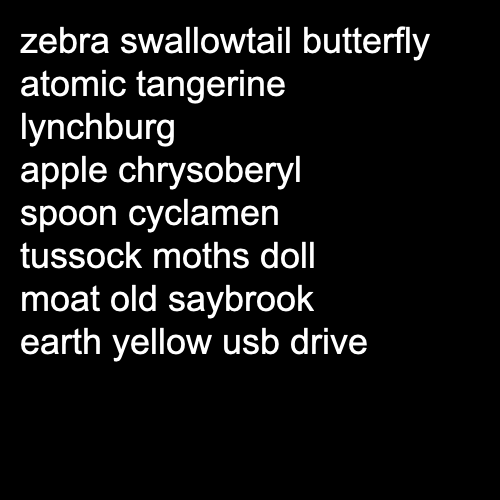 zebra swallowtail butterfly
atomic tangerine
lynchburg
apple chrysoberyl
spoon cyclamen
tussock moths doll
moat old saybrook
earth yellow usb drive